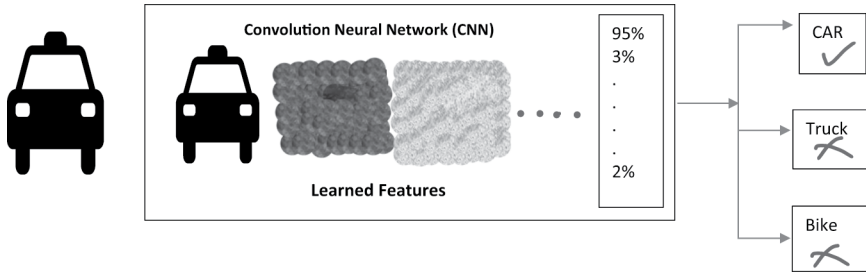 Convolution Neural Network (CNN)
Learned Features
95%
3%
.
.
.
.
2%
CAR
Truck
Bike